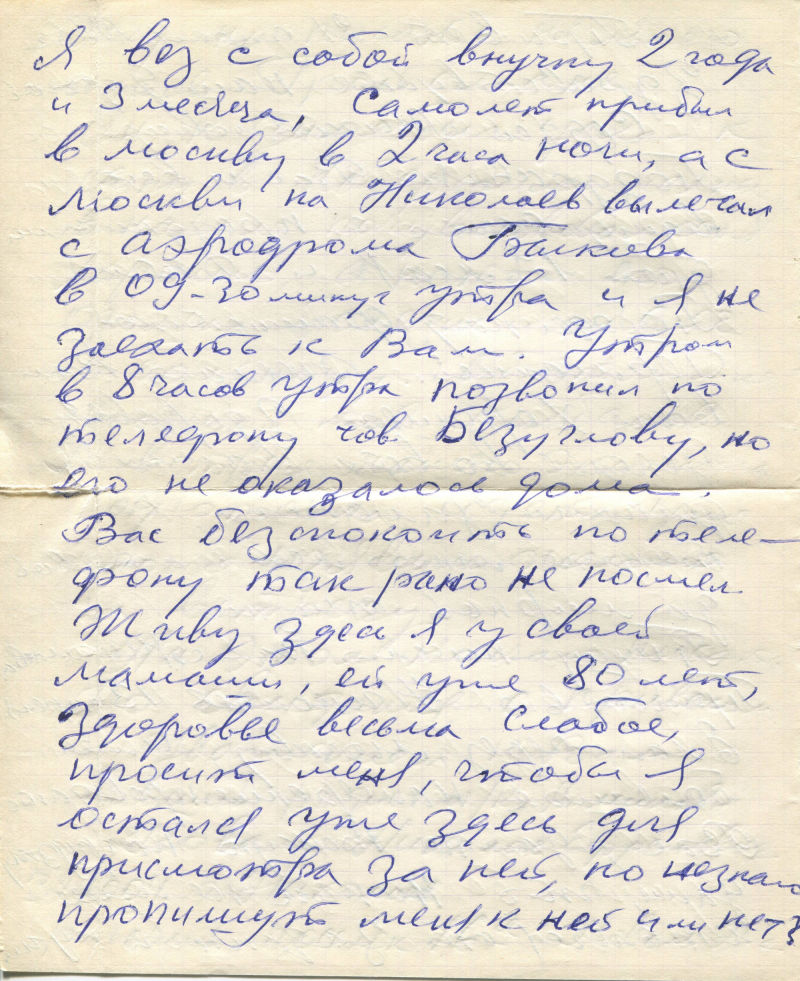 Я вез с собой внучку 2 года
и 3 месяца, Самолет прибыл
в москву в 2 часа ночи, а с
москвы на Николаев вылетал
с аэродрома Быкова
в 09-30 минут утра и я не
заехать к Вам. Утром
в 8 часов утра позвонил по
телефону тов Безуглову, но
его не оказалось дома.
Вас безспокоить по теле-
фону так рано не посмел
Живу здесь я у своей
мамаши, ей уже 80 лет,
здоровье весьма слабое,
просит меня, чтобы я
остался уже здесь для
присмотра за ней, но незнаю
пропишут меня к ней или нет?